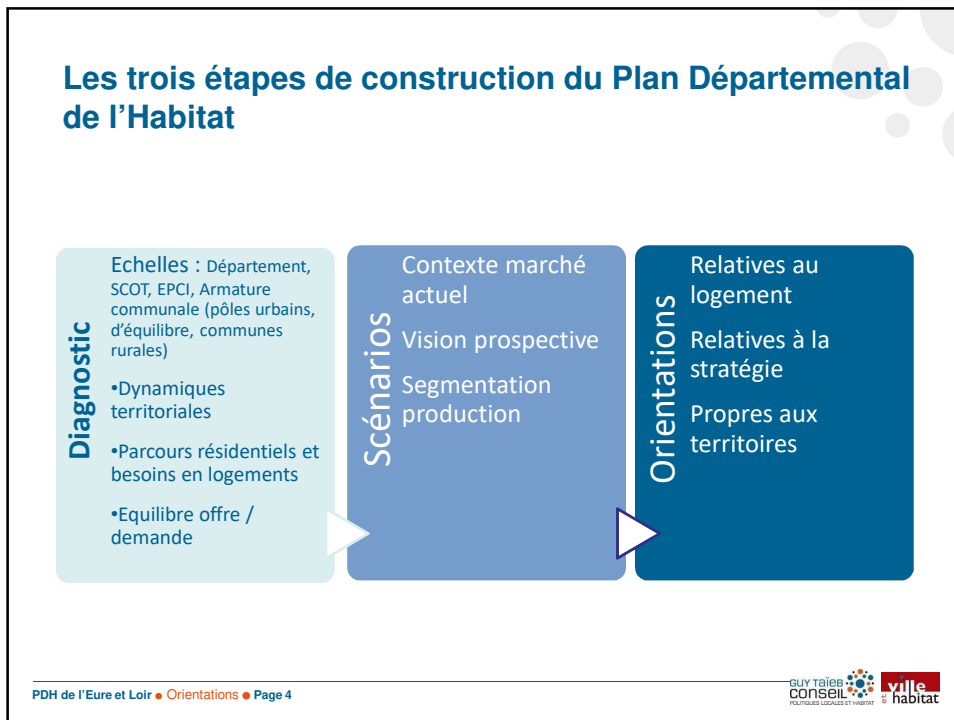 Les trois étapes de construction du Plan Départemental
de l'Habitat
Diagnostic
Echelles : Département,
SCOT, EPCI, Armature
communale (pôles urbains,
d'équilibre, communes
rurales)
•Dynamiques
territoriales
•Parcours résidentiels et
besoins en logements
•Equilibre offre /
demande
Scénarios
Contexte marché
actuel
Vision prospective
Segmentation
production
Orientations
Relatives au
logement
Relatives à la
stratégie
Propres aux
territoires
PDH de l'Eure et Loir ● Orientations ● Page 4
GUY TAÏEB
CONSEIL
POLITIQUES LOCALES ET HABITAT
ville
et habitat